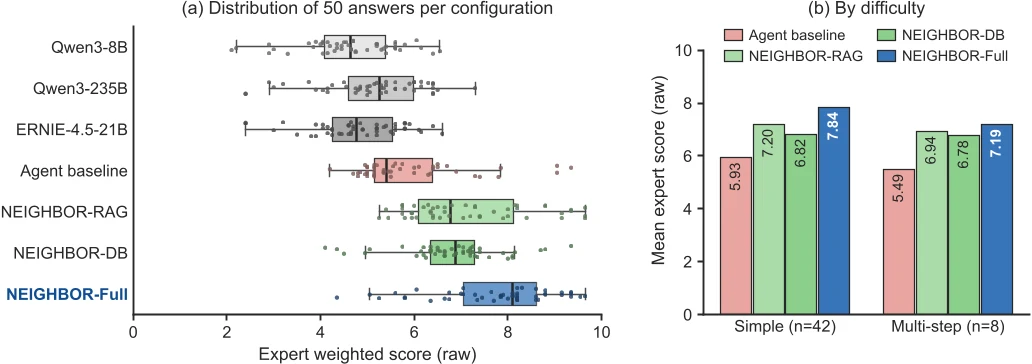 (a) Distribution of 50 answers per configuration
Qwen3-8B
Qwen3-235B
ERNIE-4.5-21B
Agent baseline
NEIGHBOR-RAG
NEIGHBOR-DB
NEIGHBOR-Full
0 2 4 6 8 10
Expert weighted score (raw)
(b) By difficulty
Agent baseline NEIGHBOR-DB
NEIGHBOR-RAG NEIGHBOR-Full
Mean expert score (raw)
10
8
6
4
2
0
5.93 7.20 6.82 7.84 5.49 6.94 6.78 7.19
Simple (n=42) Multi-step (n=8)